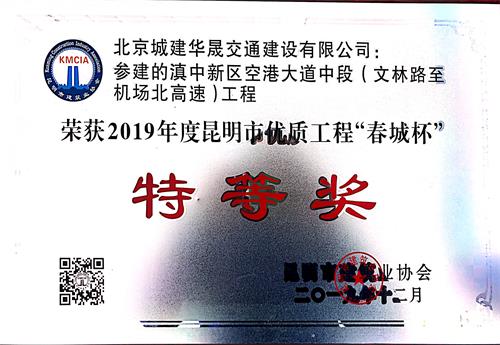 KMCIA
Kunming Construction Industry Association
昆明市建筑业协会
北京城建华晟交通建设有限公司：
参建的滇中新区空港大道中段（文林路至
机场北高速）工程
荣获2019年度昆明市优质工程“春城杯”
特等奖
昆明市建筑业协会
二〇一九年十二月